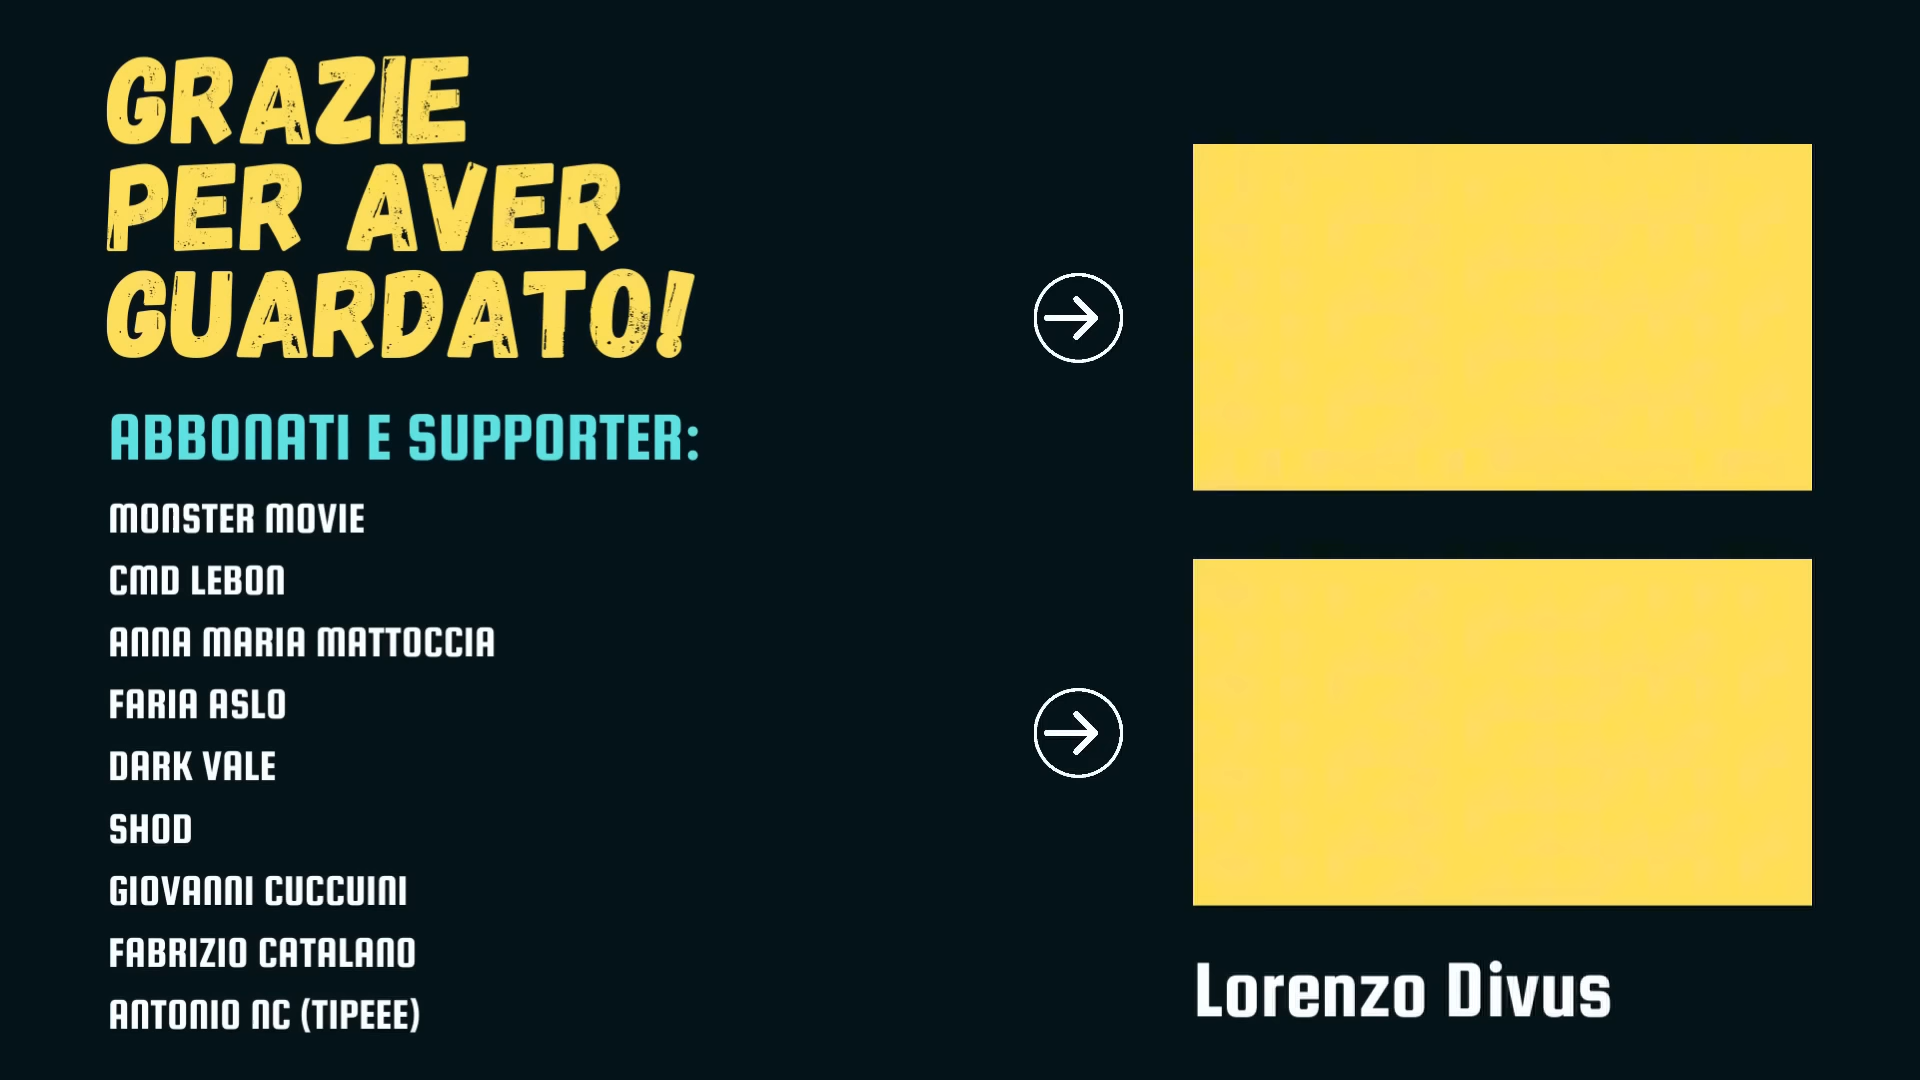 GRAZIE
PER AVER
GUARDATO!
ABBONATI E SUPPORTER:
MONSTER MOVIE
CMD LEBON
ANNA MARIA MATTOCCIA
FARIA ASLO
DARK VALE
SHOD
GIOVANNI CUCCUINI
FABRIZIO CATALANO
ANTONIO NC (TIPEEE)
Lorenzo Divus